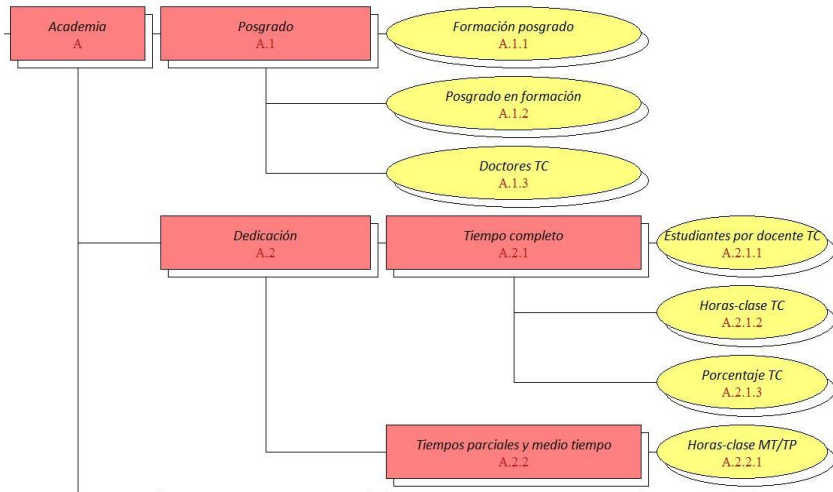 Academia
A
Posgrado
A.1
Formación posgrado
A.1.1
Posgrado en formación
A.1.2
Doctores TC
A.1.3
Dedicación
A.2
Tiempo completo
A.2.1
Estudiantes por docente TC
A.2.1.1
Horas-clase TC
A.2.1.2
Porcentaje TC
A.2.1.3
Tiempos parciales y medio tiempo
A.2.2
Horas-clase MT/TP
A.2.2.1